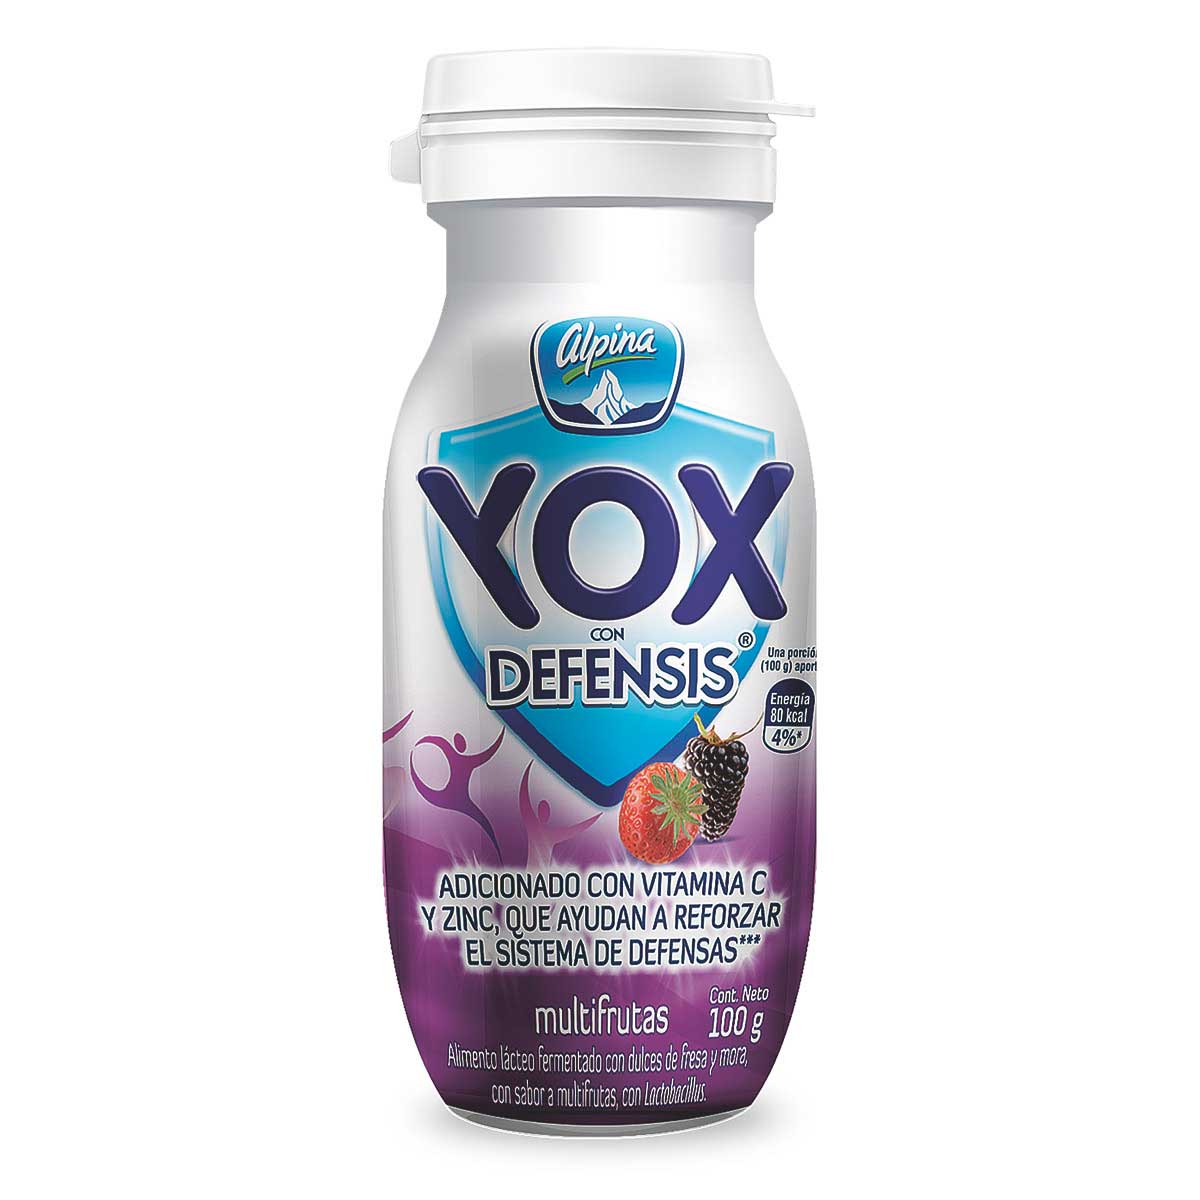 alpina
YOX
CON
DEFENSIS®
Una porció
(100 g) aport
Energía
80 kcal
4%*
ADICIONADO CON VITAMINA C
Y ZINC, QUE AYUDAN A REFORZAR
EL SISTEMA DE DEFENSAS***
multifrutas
Cont. Neto
100 g
Alimento lácteo fermentado con dulces de fresa y mora,
con sabor a multifrutas, con Lactobacillus.